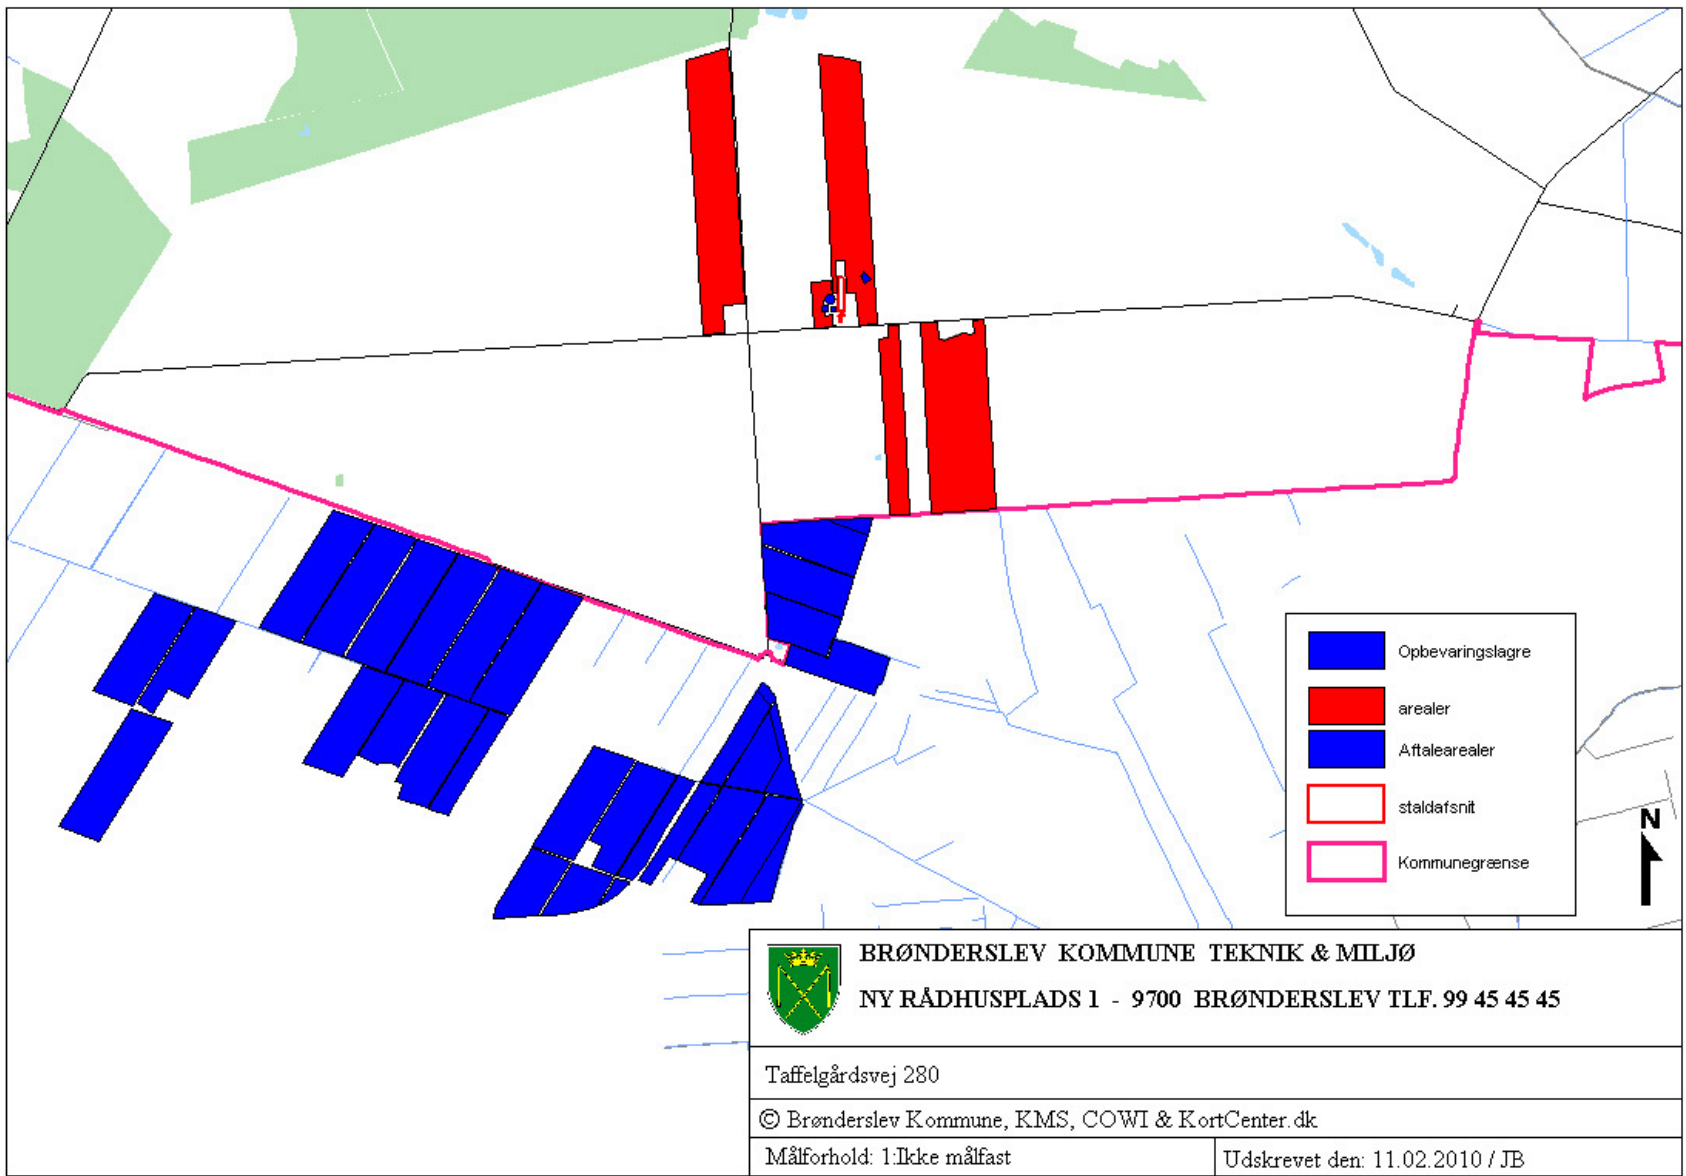 Opbevaringslagre
arealer
Aftalearealer
staldafsnit
Kommunegrænse
N
BRØNDERSLEV KOMMUNE TEKNIK & MILJØ
NY RÅDHUSPLADS 1 - 9700 BRØNDERSLEV TLF. 99 45 45 45
Taffelgårdsvej 280
© Brønderslev Kommune, KMS, COWI & KortCenter.dk
Målforhold: 1:Ikke målfast
Udskrevet den: 11.02.2010 / JB